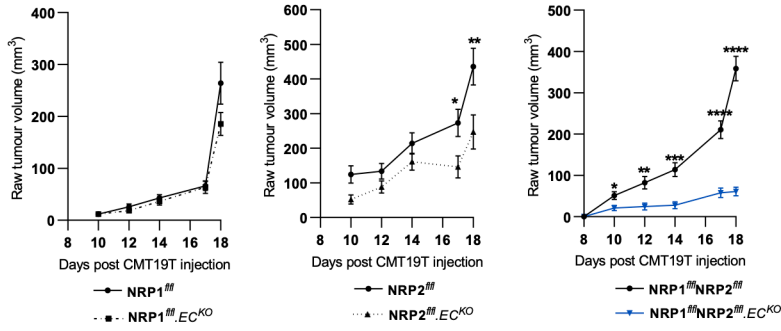 Raw tumour volume (mm³)
400
300
200
100
0
8 10 12 14 16 18
Days post CMT19T injection
NRP1fl/fl
NRP1fl/fl.ECKO
Raw tumour volume (mm³)
600
500
400
300
200
100
0
*
**
8 10 12 14 16 18
Days post CMT19T injection
NRP2fl/fl
NRP2fl/fl.ECKO
Raw tumour volume (mm³)
500
400
300
200
100
0
*
**
***
****
****
8 10 12 14 16 18
Days post CMT19T injection
NRP1fl/flNRP2fl/fl
NRP1fl/flNRP2fl/fl.ECKO